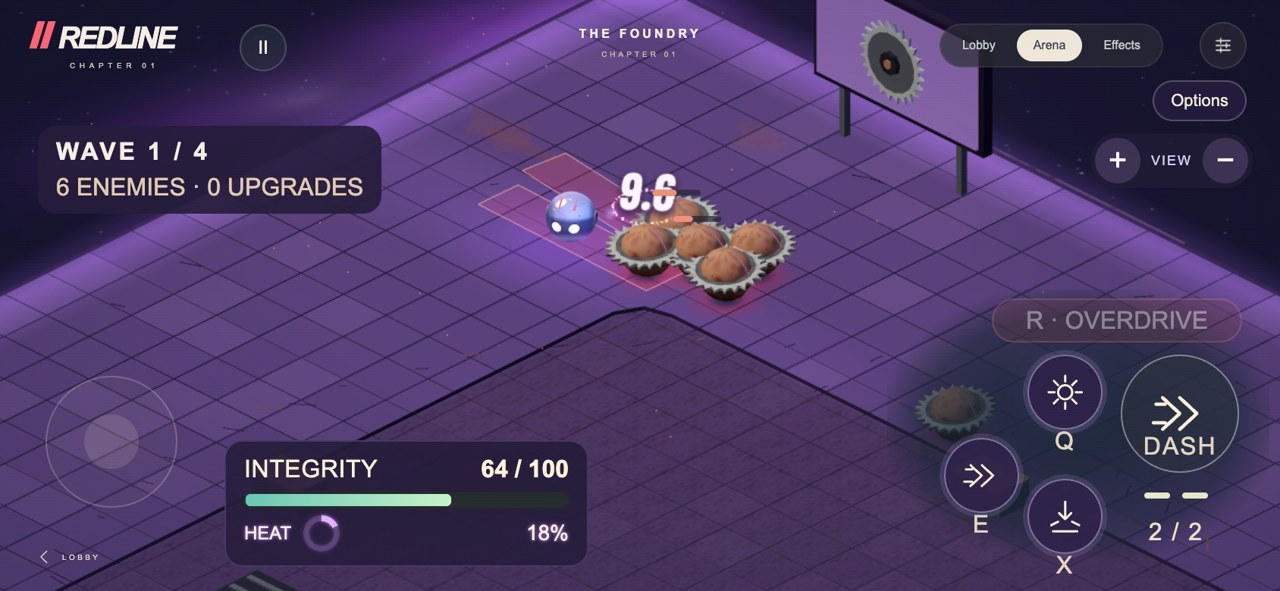 REDLINE
CHAPTER 01
THE FOUNDRY
CHAPTER 01
Lobby
Arena
Effects
Options
+ VIEW −
WAVE 1 / 4
6 ENEMIES · 0 UPGRADES
9.6
R · OVERDRIVE
Q
DASH
E
2 / 2
X
INTEGRITY
64 / 100
HEAT
18%
LOBBY